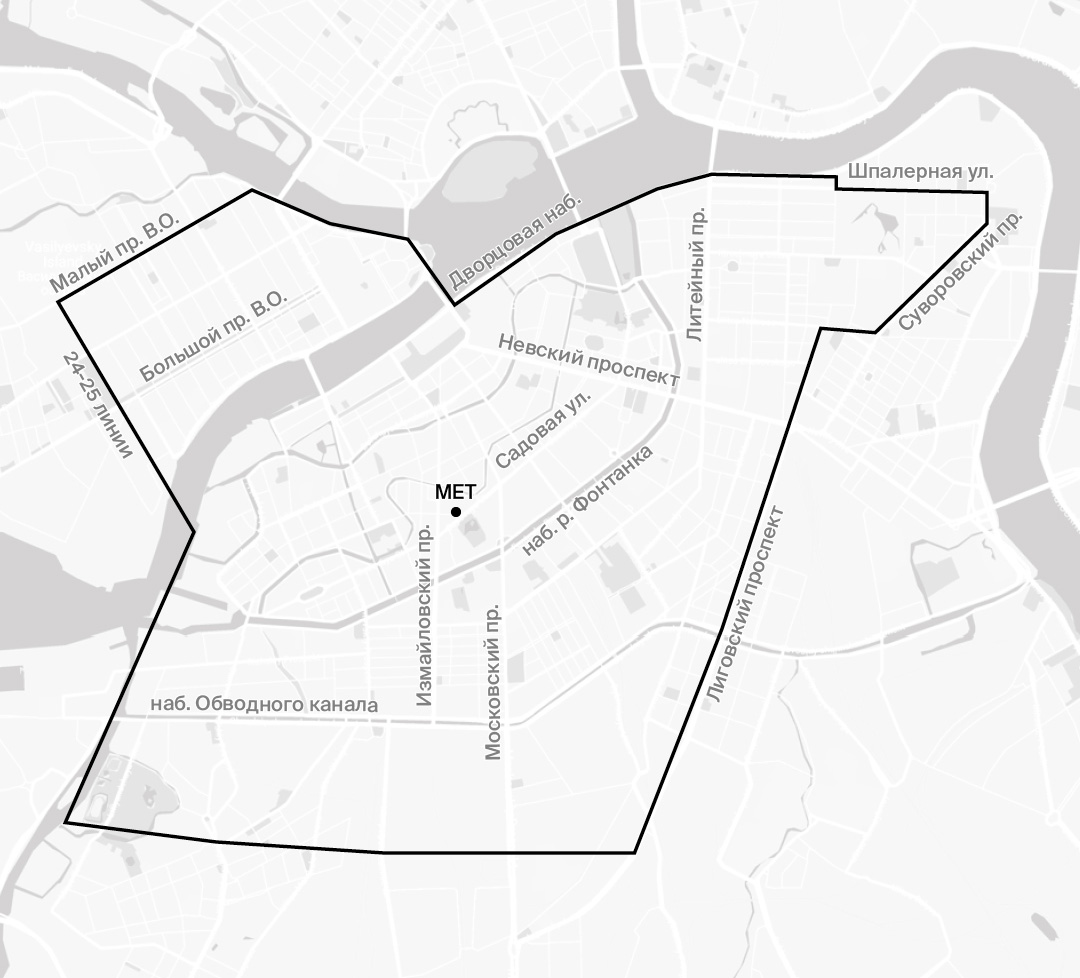 Шпалерная ул.
Малый пр. В.О.
Дворцовая наб.
Литейный пр.
Суворовский пр.
Большой пр. В.О.
24-25 линии
Невский проспект
Садовая ул.
МЕТ
наб. р. Фонтанка
Измайловский пр.
Московский пр.
Лиговский проспект
наб. Обводного канала